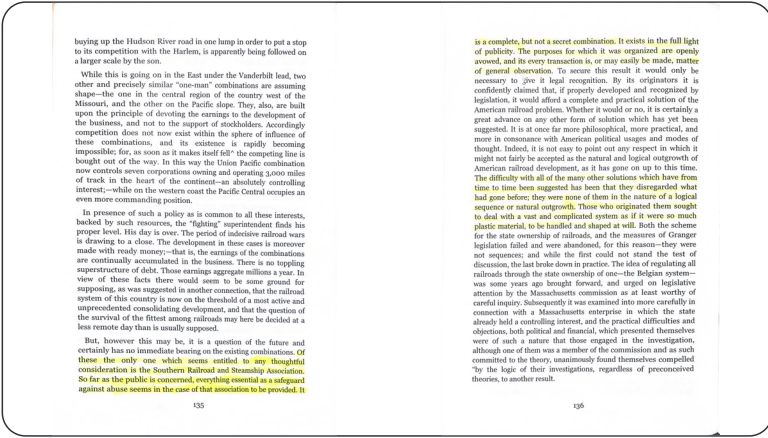 buying up the Hudson River road in one lump in order to put a stop
to its competition with the Harlem, is apparently being followed on
a larger scale by the son.
While this is going on in the East under the Vanderbilt lead, two
other and precisely similar "one-man" combinations are assuming
shape—the one in the central region of the country west of the
Missouri, and the other on the Pacific slope. They, also, are built
upon the principle of devoting the earnings to the development of
the business, and not to the support of stockholders. Accordingly
competition does not now exist within the sphere of influence of
these combinations, and its existence is rapidly becoming
impossible; for, as soon as it makes itself fell^ the competing line is
bought out of the way. In this way the Union Pacific combination
now controls seven corporations owning and operating 3,000 miles
of track in the heart of the continent—an absolutely controlling
interest;—while on the western coast the Pacific Central occupies an
even more commanding position.
In presence of such a policy as is common to all these interests,
backed by such resources, the "fighting" superintendent finds his
proper level. His day is over. The period of indecisive railroad wars
is drawing to a close. The development in these cases is moreover
made with ready money;—that is, the earnings of the combinations
are continually accumulated in the business. There is no toppling
superstructure of debt. Those earnings aggregate millions a year. In
view of these facts there would seem to be some ground for
supposing, as was suggested in another connection, that the railroad
system of this country is now on the threshold of a most active and
unprecedented consolidating development, and that the question of
the survival of the fittest among railroads may here be decided at a
less remote day than is usually supposed.
But, however this may be, it is a question of the future and
certainly has no immediate bearing on the existing combinations. Of
these the only one which seems entitled to any thoughtful
consideration is the Southern Railroad and Steamship Association.
So far as the public is concerned, everything essential as a safeguard
against abuse seems in the case of that association to be provided. It
135
is a complete, but not a secret combination. It exists in the full light
of publicity. The purposes for which it was organized are openly
avowed, and its every transaction is, or may easily be made, matter
of general observation. To secure this result it would only be
necessary to give it legal recognition. By its originators it is
confidently claimed that, if properly developed and recognized by
legislation, it would afford a complete and practical solution of the
American railroad problem. Whether it would or no, it is certainly a
great advance on any other form of solution which has yet been
suggested. It is at once far more philosophical, more practical, and
more in consonance with American political usages and modes of
thought. Indeed, it is not easy to point out any respect in which it
might not fairly be accepted as the natural and logical outgrowth of
American railroad development, as it has gone on up to this time.
The difficulty with all of the many other solutions which have from
time to time been suggested has been that they disregarded what
had gone before; they were none of them in the nature of a logical
sequence or natural outgrowth. Those who originated them sought
to deal with a vast and complicated system as if it were so much
plastic material, to be handled and shaped at will. Both the scheme
for the state ownership of railroads, and the measures of Granger
legislation failed and were abandoned, for this reason—they were
not sequences; and while the first could not stand the test of
discussion, the last broke down in practice. The idea of regulating all
railroads through the state ownership of one—the Belgian system—
was some years ago brought forward, and urged on legislative
attention by the Massachusetts commission as at least worthy of
careful inquiry. Subsequently it was examined into more carefully in
connection with a Massachusetts enterprise in which the state
already held a controlling interest, and the practical difficulties and
objections, both political and financial, which presented themselves
were of such a nature that those engaged in the investigation,
although one of them was a member of the commission and as such
committed to the theory, unanimously found themselves compelled
"by the logic of their investigations, regardless of preconceived
theories, to another result.
136